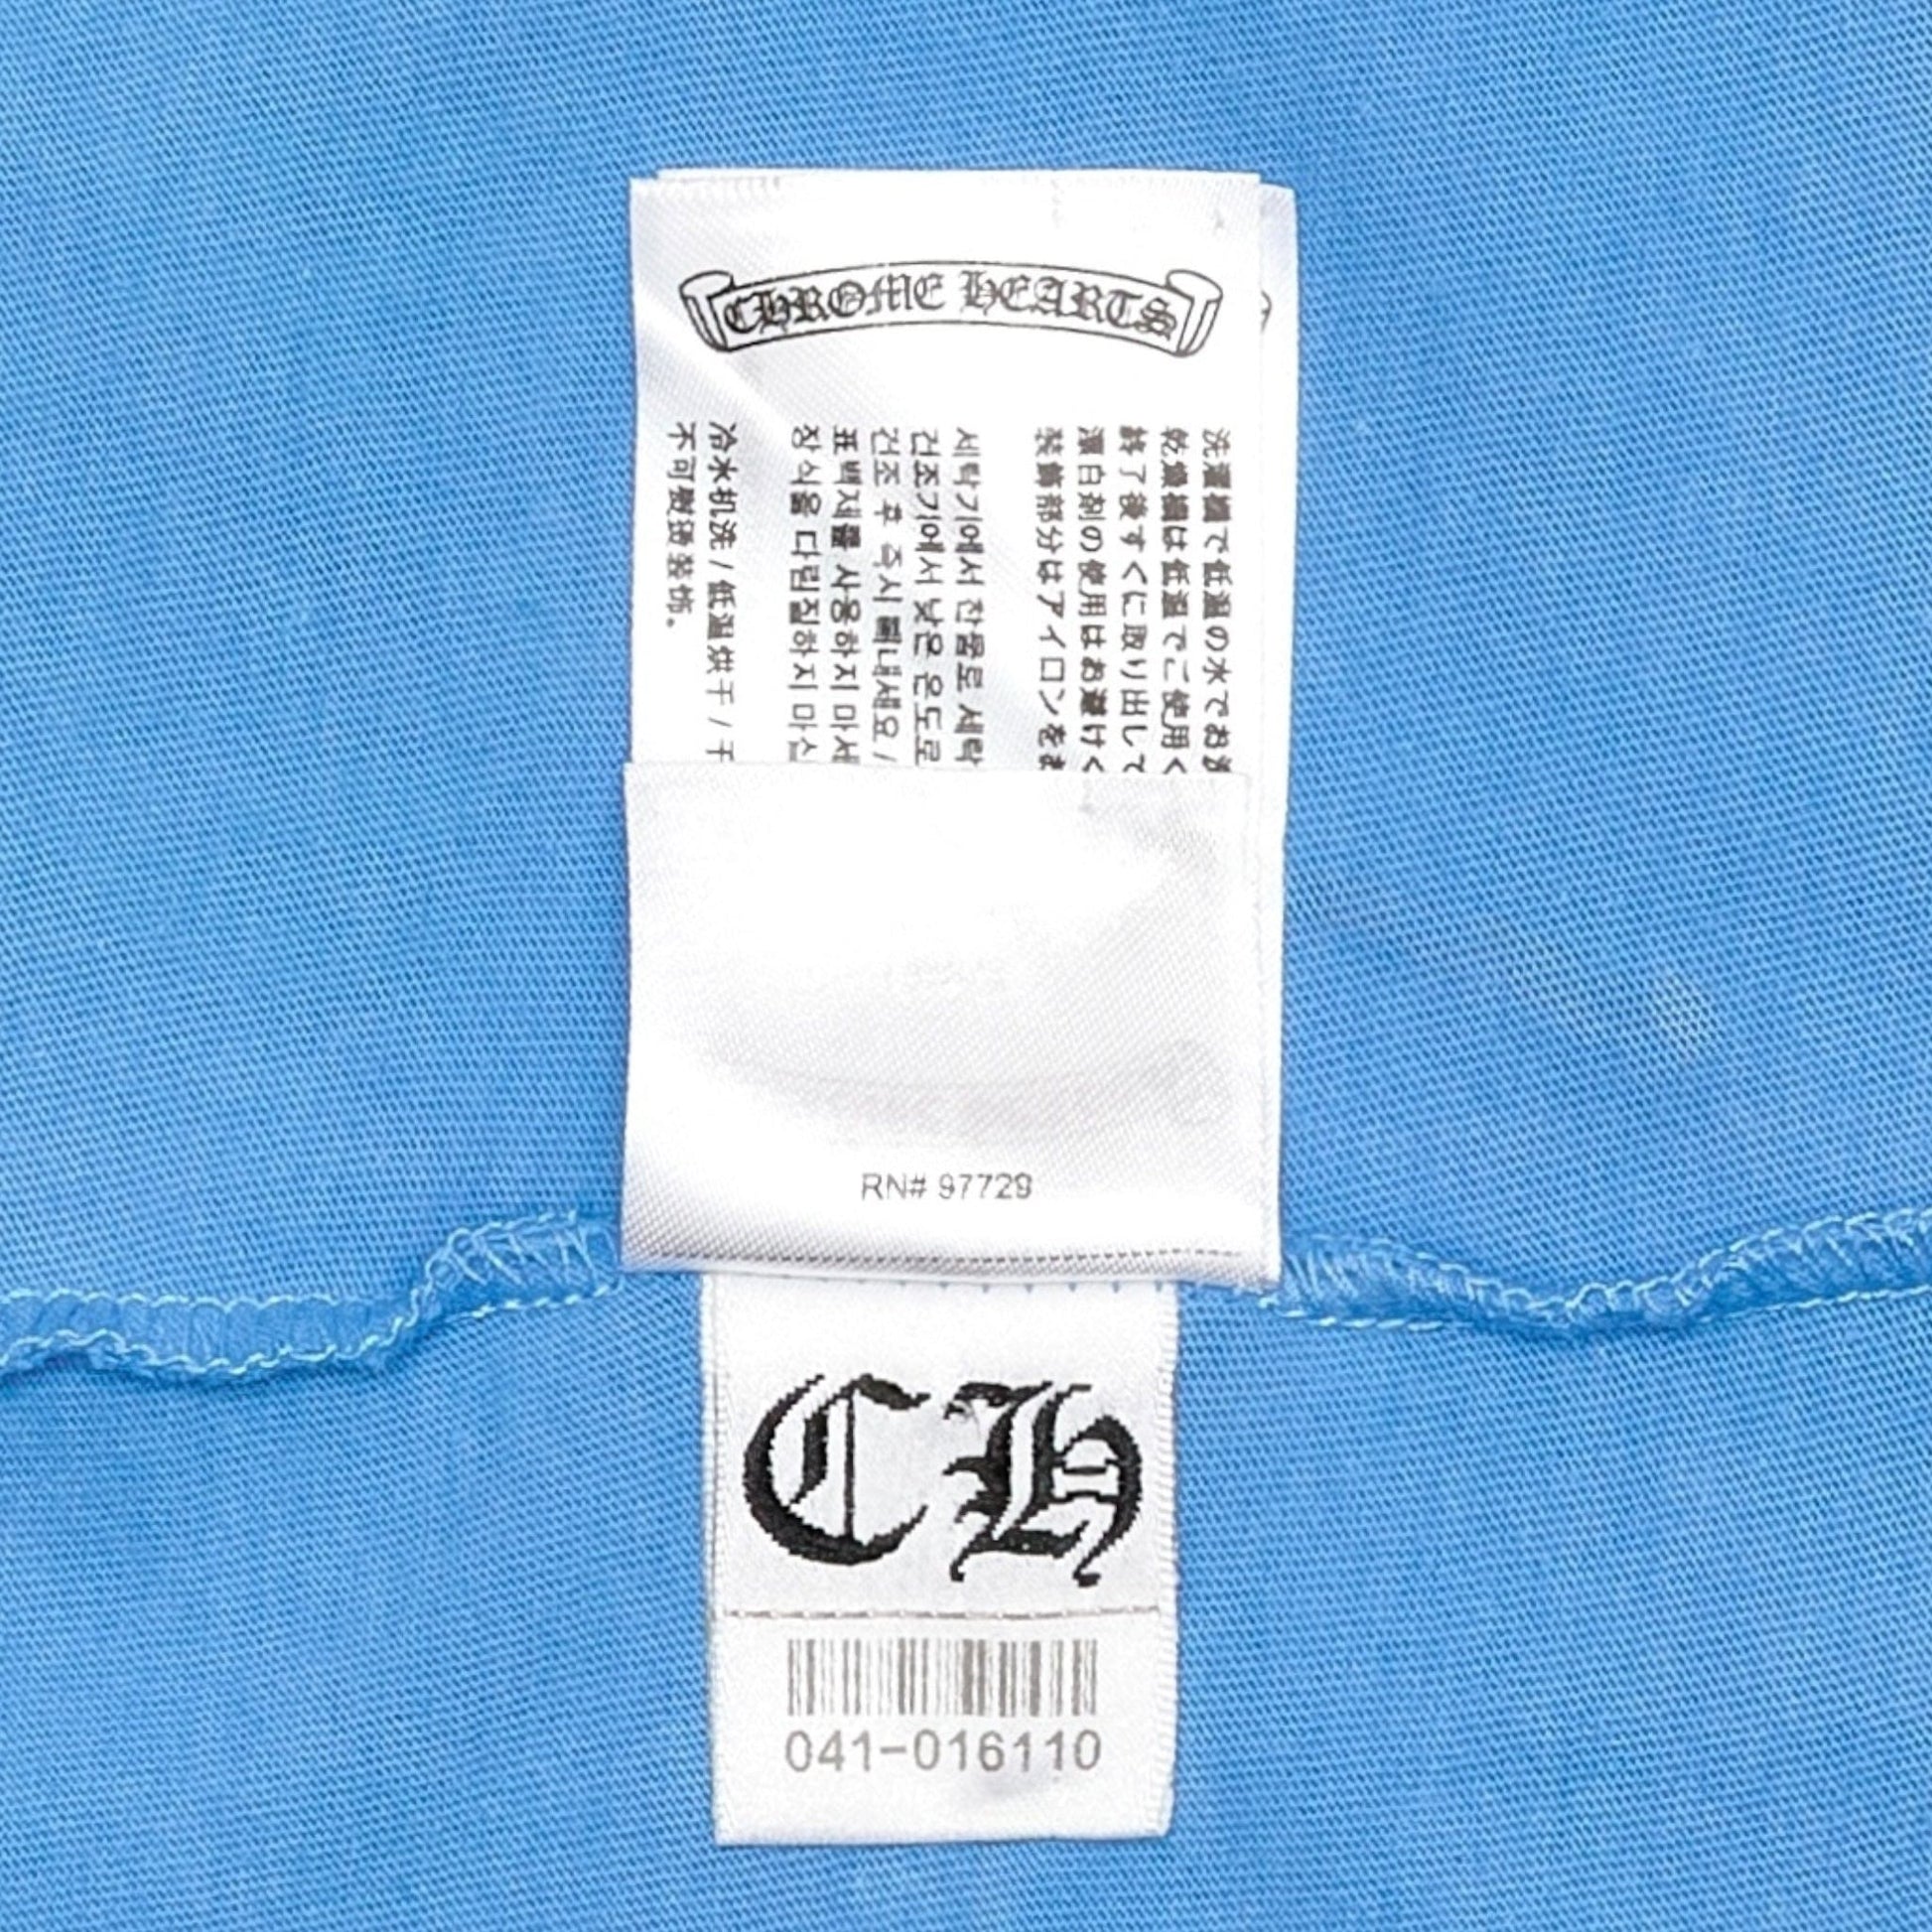 CHROME HEARTS
洗濯機で低温の水でお
乾燥機は低温でご使用く
終了後すぐに取り出して
漂白剤の使用はお避けく
装飾部分はアイロンを
세탁기에서 찬물로 세탁
건조기에서 낮은 온도로
건조 후 즉시 빼내세요 /
표백제를 사용하지 마세
장식을 다림질하지 마십
冷水机洗 / 低温烘干 / 干
不可熨烫装饰。
RN# 97729
CH
041-016110